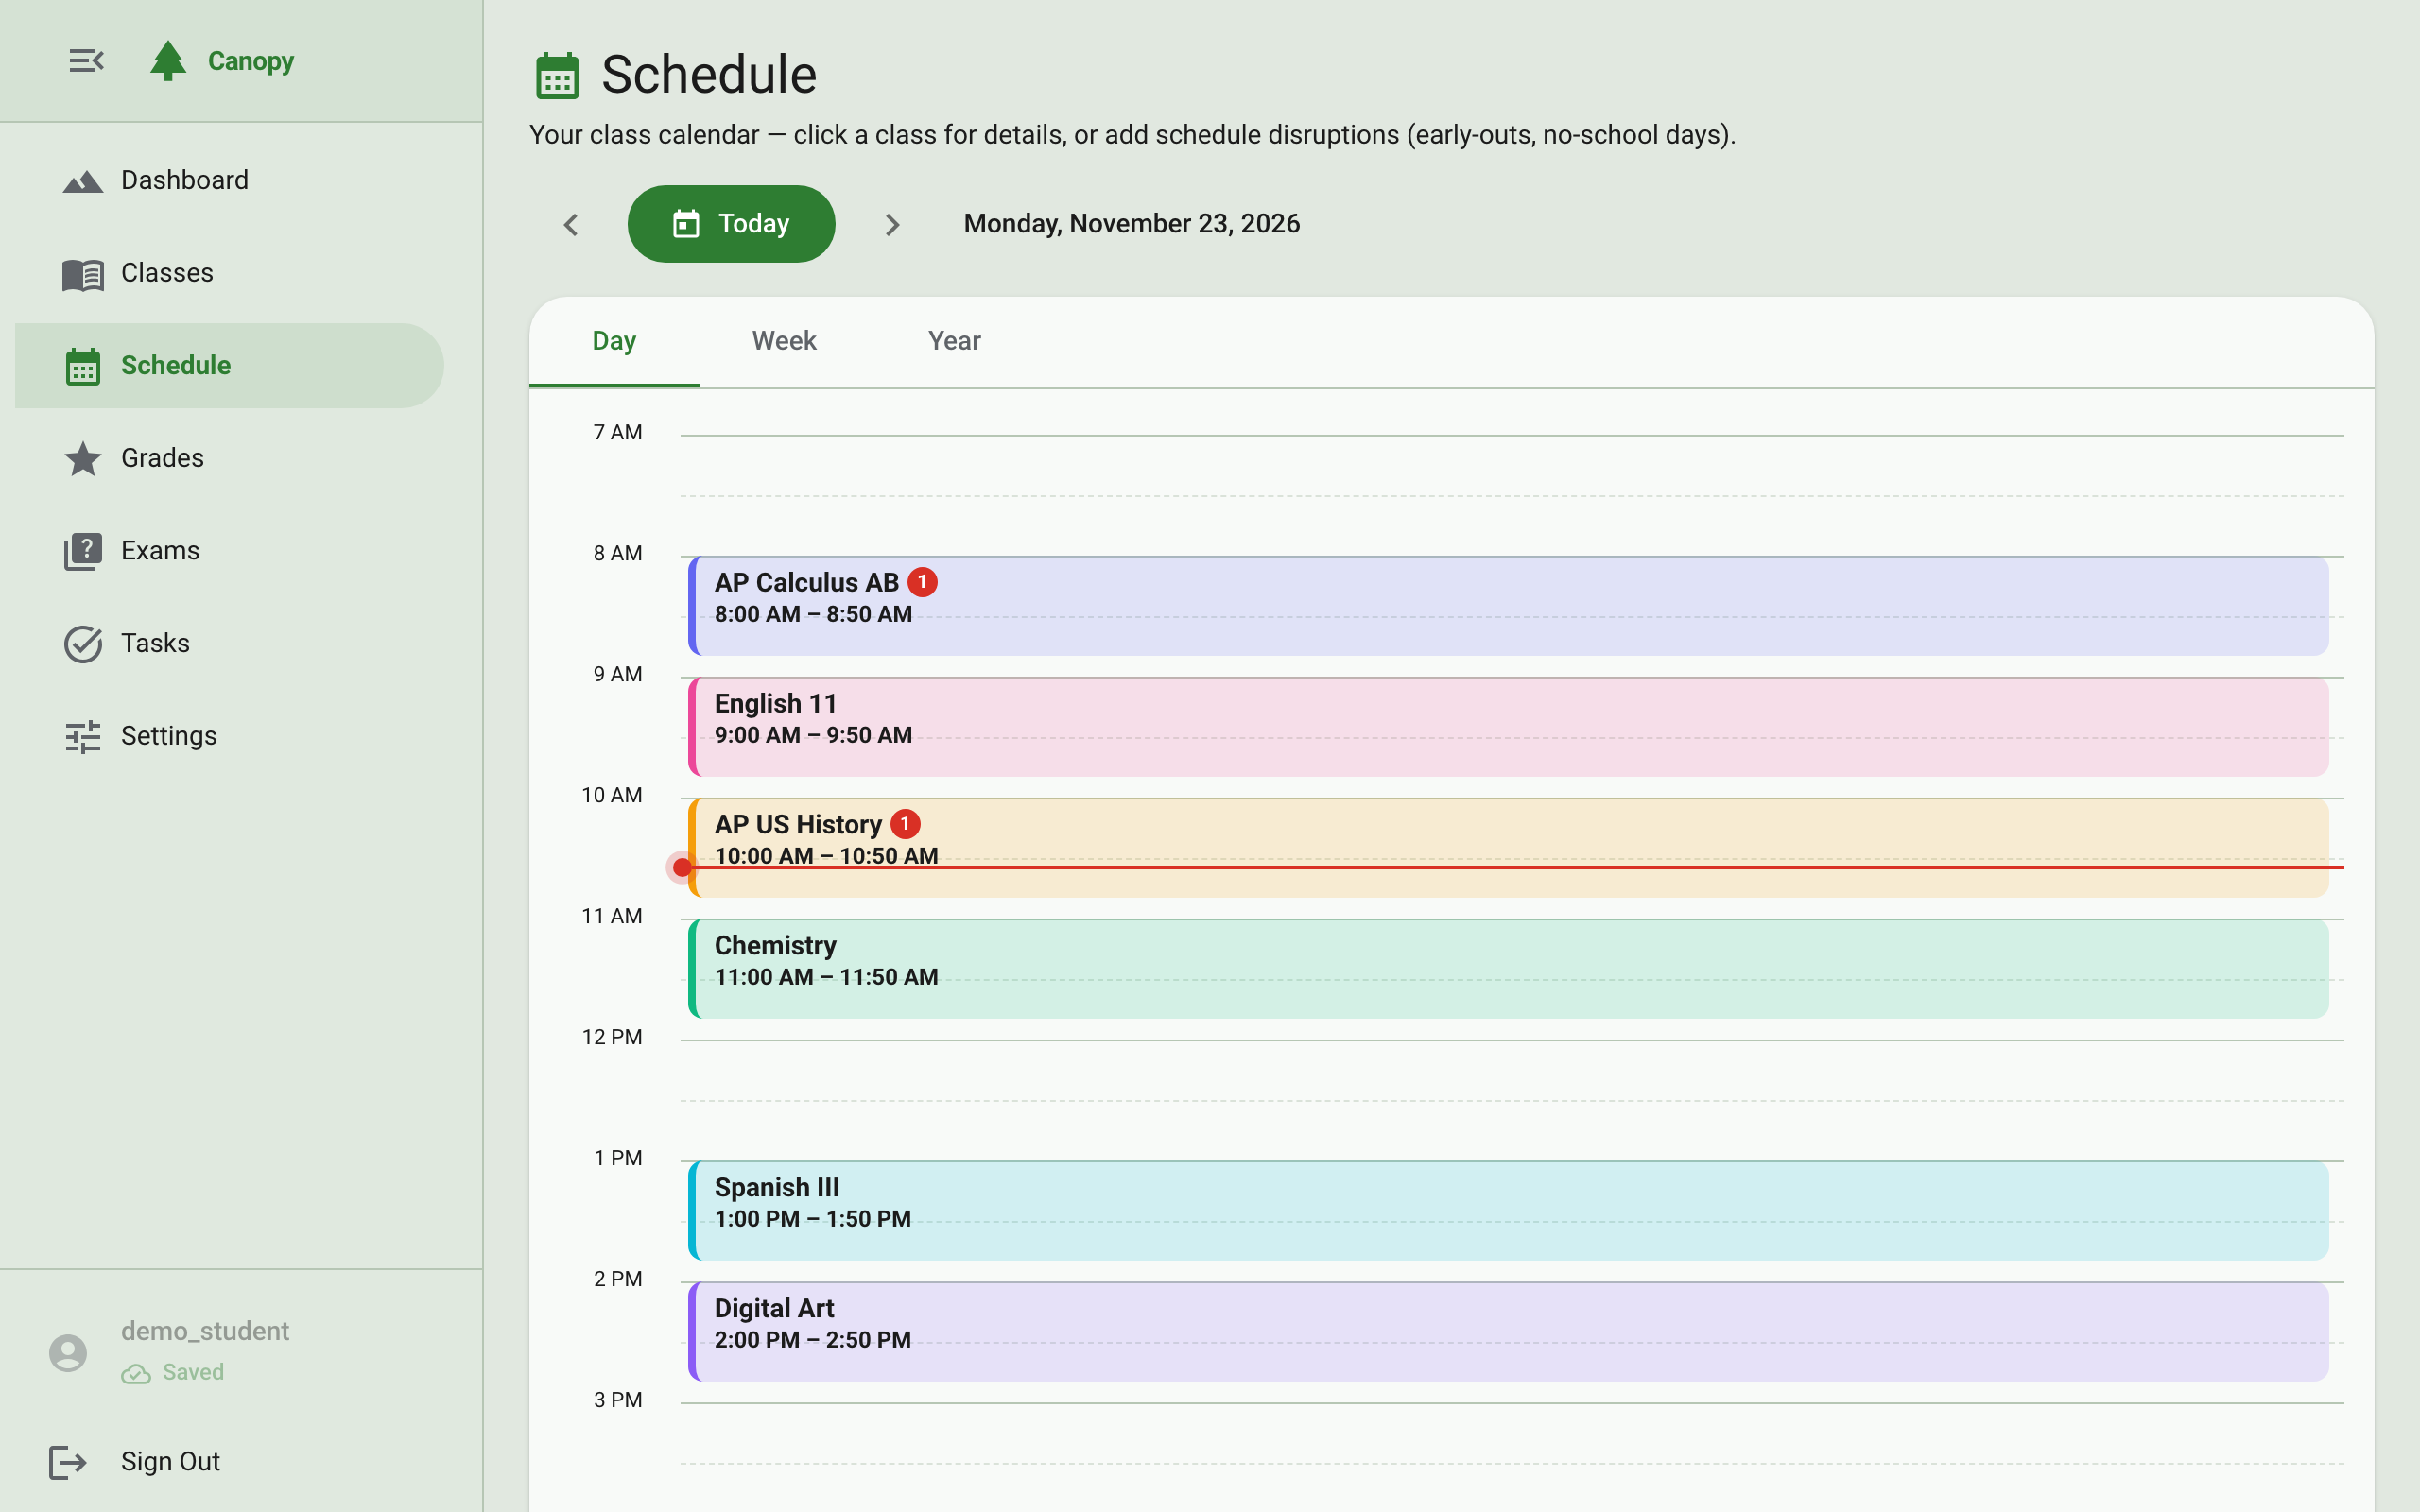 Canopy
Dashboard
Classes
Schedule
Grades
Exams
Tasks
Settings
demo_student
Saved
Sign Out
Schedule
Your class calendar — click a class for details, or add schedule disruptions (early-outs, no-school days).
Today
Monday, November 23, 2026
Day Week Year
7 AM
8 AM
AP Calculus AB 1
8:00 AM – 8:50 AM
9 AM
English 11
9:00 AM – 9:50 AM
10 AM
AP US History 1
10:00 AM – 10:50 AM
11 AM
Chemistry
11:00 AM – 11:50 AM
12 PM
1 PM
Spanish III
1:00 PM – 1:50 PM
2 PM
Digital Art
2:00 PM – 2:50 PM
3 PM